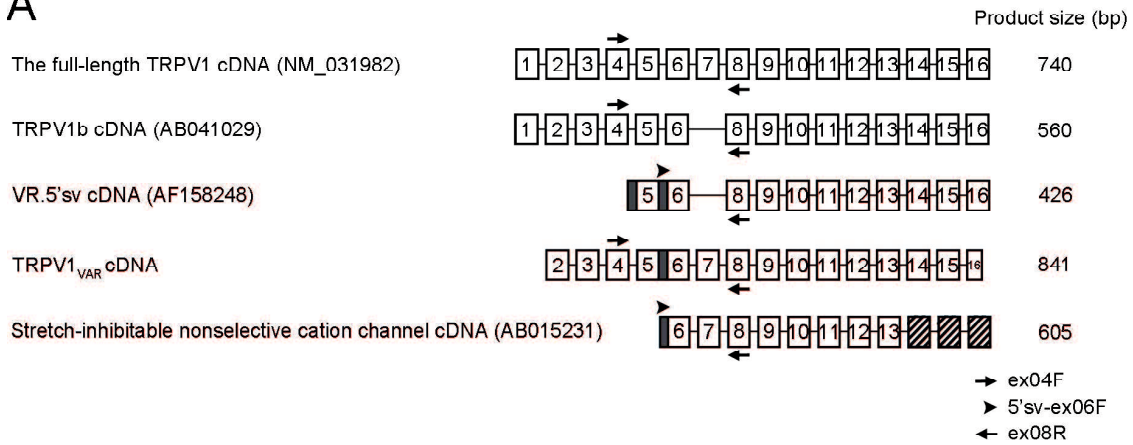 A
Product size (bp)
The full-length TRPV1 cDNA (NM_031982) 1 2 3 4 5 6 7 8 9 10 11 12 13 14 15 16 740
TRPV1b cDNA (AB041029) 1 2 3 4 5 6 8 9 10 11 12 13 14 15 16 560
VR.5'sv cDNA (AF158248) 5 6 8 9 10 11 12 13 14 15 16 426
TRPV1VAR cDNA 2 3 4 5 6 7 8 9 10 11 12 13 14 15 16 841
Stretch-inhibitable nonselective cation channel cDNA (AB015231) 6 7 8 9 10 11 12 13 605
ex04F
5'sv-ex06F
ex08R